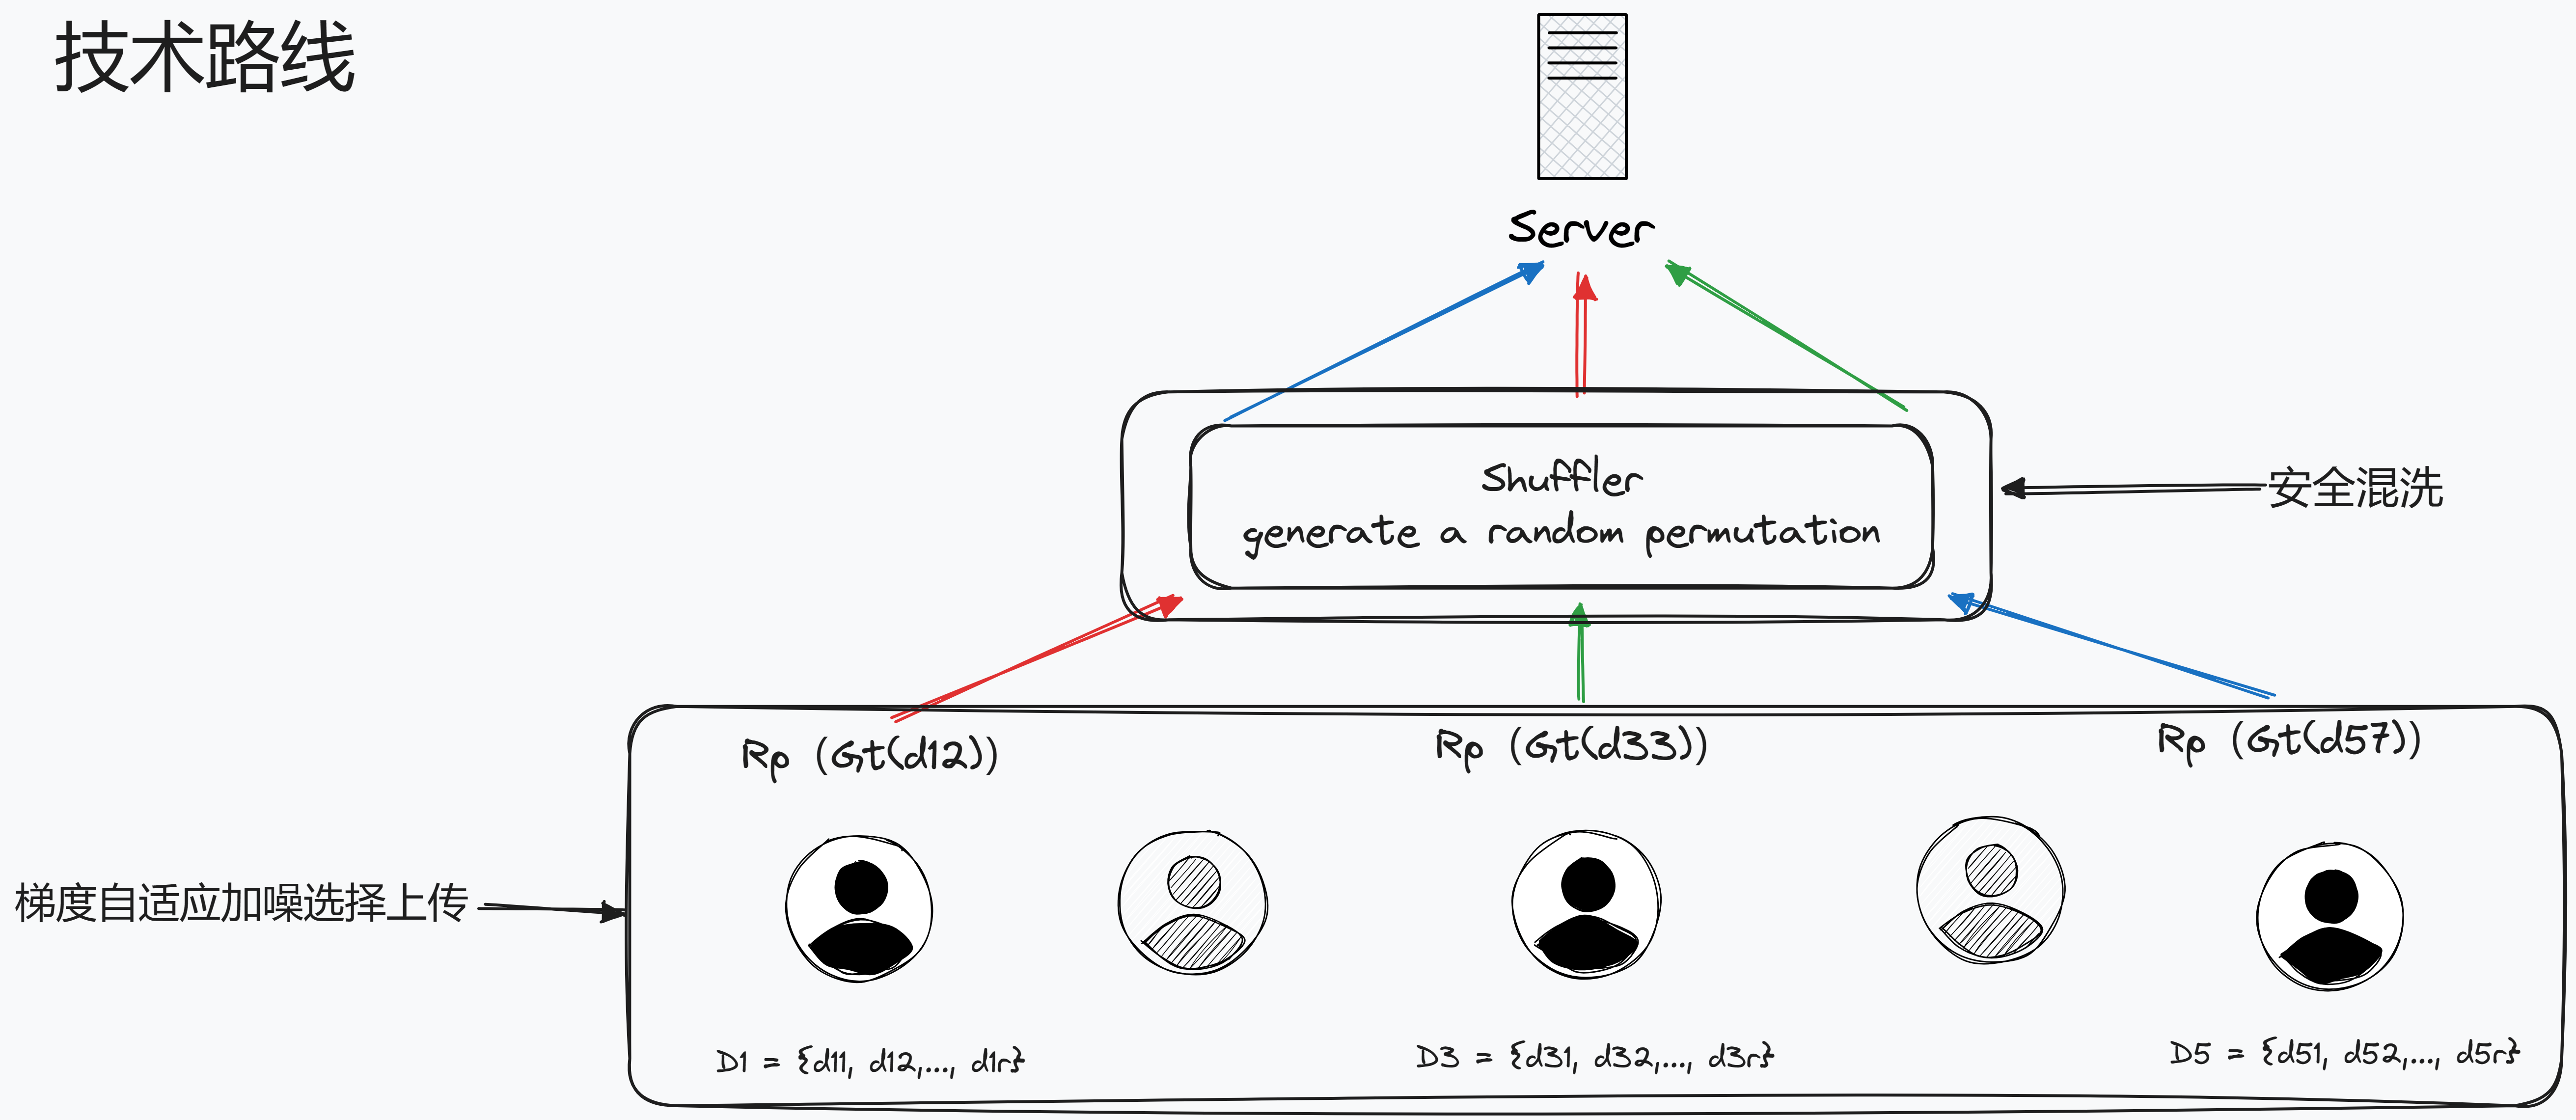 技术路线
Server
Shuffler
generate a random permutation
安全混洗
Rp (Gt(d12))
Rp (Gt(d33))
Rp (Gt(d57))
梯度自适应加噪选择上传
D1 = {d11, d12,..., d1r}
D3 = {d31, d32,..., d3r}
D5 = {d51, d52,..., d5r}